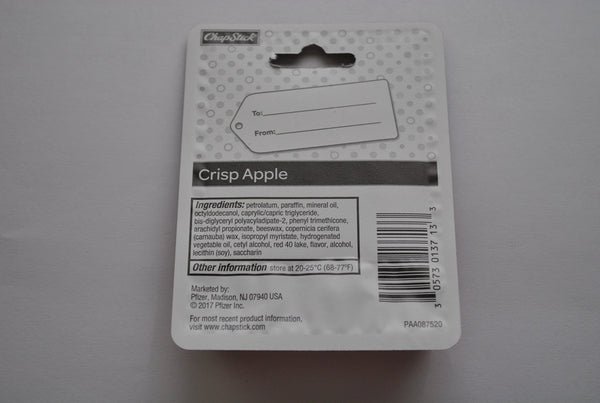 ChapStick
To:
From:
Crisp Apple
Ingredients: petrolatum, paraffin, mineral oil,
octyldodecanol, caprylic/capric triglyceride,
bis-diglyceryl polyacyladipate-2, phenyl trimethicone,
arachidyl propionate, beeswax, copernicia cerifera
(carnauba) wax, isopropyl myristate, hydrogenated
vegetable oil, cetyl alcohol, red 40 lake, flavor, alcohol,
lecithin (soy), saccharin
Other information store at 20-25°C (68-77°F)
Marketed by:
Pfizer, Madison, NJ 07940 USA
© 2017 Pfizer Inc.
For most recent product information,
visit www.chapstick.com
3 0573 0137 13 3
PAA087520